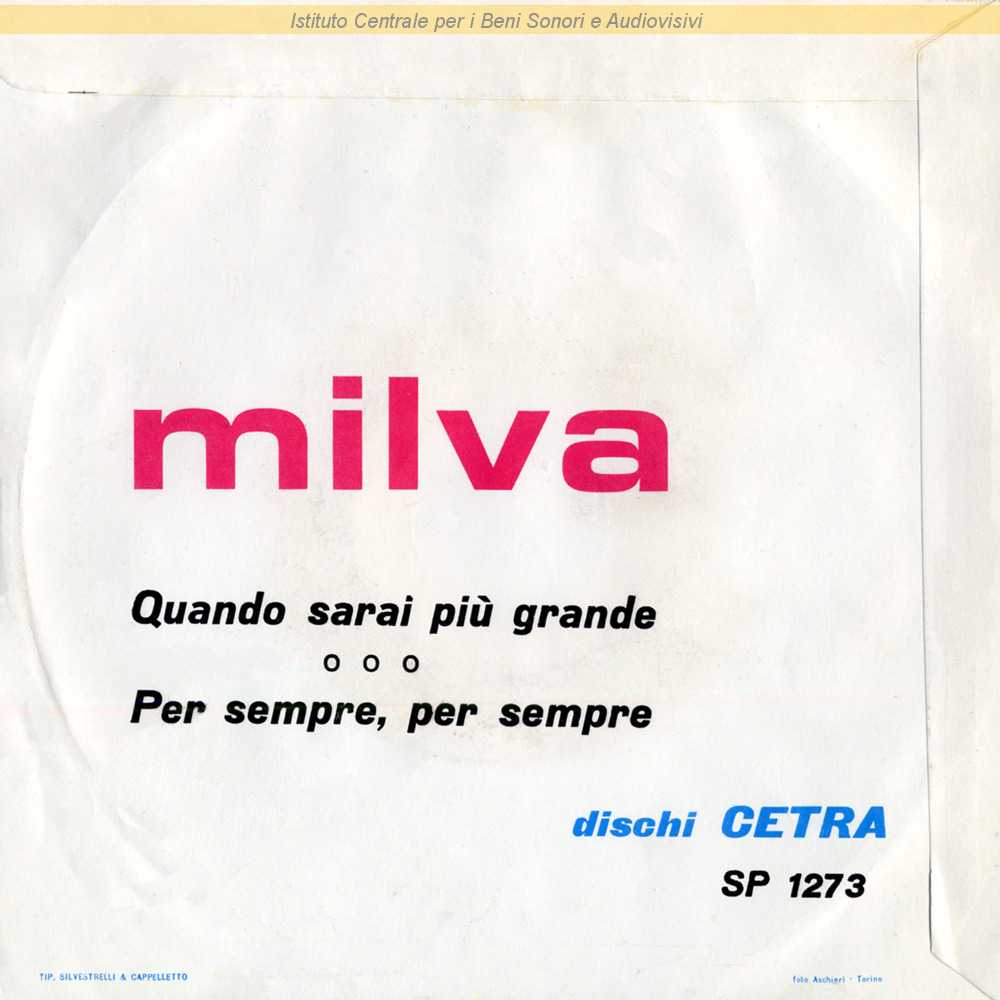 Istituto Centrale per i Beni Sonori e Audiovisivi
milva
Quando sarai più grande
o o o
Per sempre, per sempre
dischi CETRA
SP 1273
TIP. SILVESTRELLI & CAPPELLETTO
foto Aschieri - Torino